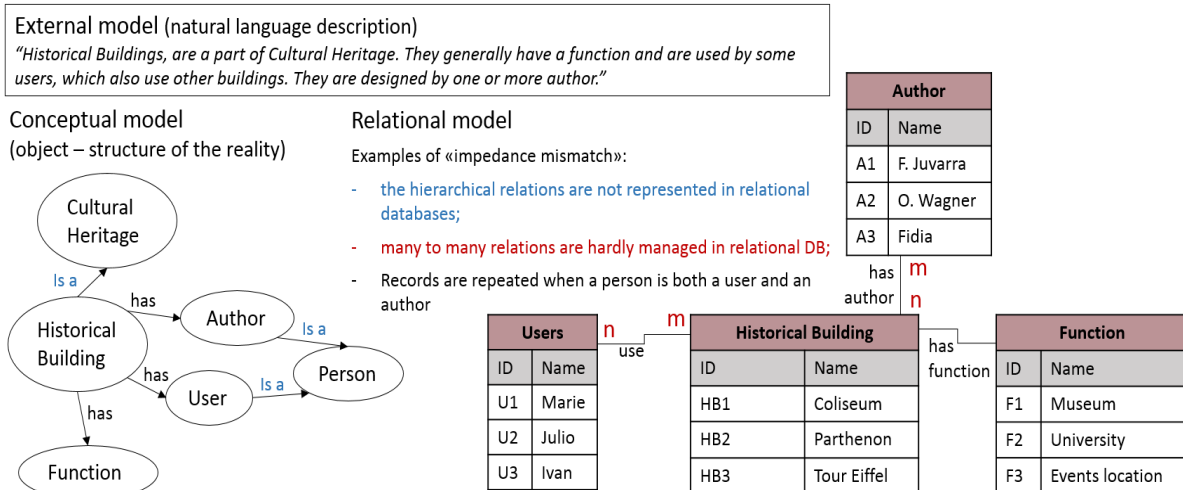 External model (natural language description)
“Historical Buildings, are a part of Cultural Heritage. They generally have a function and are used by some
users, which also use other buildings. They are designed by one or more author.”
Conceptual model
(object – structure of the reality)
Cultural
Heritage
Is a
Historical
Building
has
Author
Is a
has
User
Is a
Person
has
Function
Relational model
Examples of «impedance mismatch»:
- the hierarchical relations are not represented in relational
databases;
- many to many relations are hardly managed in relational DB;
- Records are repeated when a person is both a user and an
author
Author
ID Name
A1 F. Juvarra
A2 O. Wagner
A3 Fidia
has
author
m
n
Users
ID Name
U1 Marie
U2 Julio
U3 Ivan
n
use
m
Historical Building
ID Name
HB1 Coliseum
HB2 Parthenon
HB3 Tour Eiffel
has
function
Function
ID Name
F1 Museum
F2 University
F3 Events location